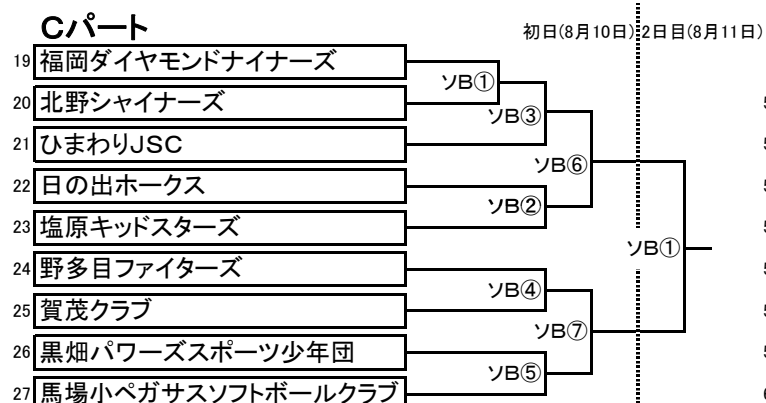 Cパート
初日(8月10日) 2日目(8月11日)
19 福岡ダイヤモンドナイナーズ
ソB①
20 北野シャイナーズ
ソB③
21 ひまわりJSC
ソB⑥
22 日の出ホークス
ソB②
23 塩原キッドスターズ
ソB①
24 野多目ファイターズ
ソB④
25 賀茂クラブ
ソB⑦
26 黒畑パワーズスポーツ少年団
ソB⑤
27 馬場小ペガサスソフトボールクラブ